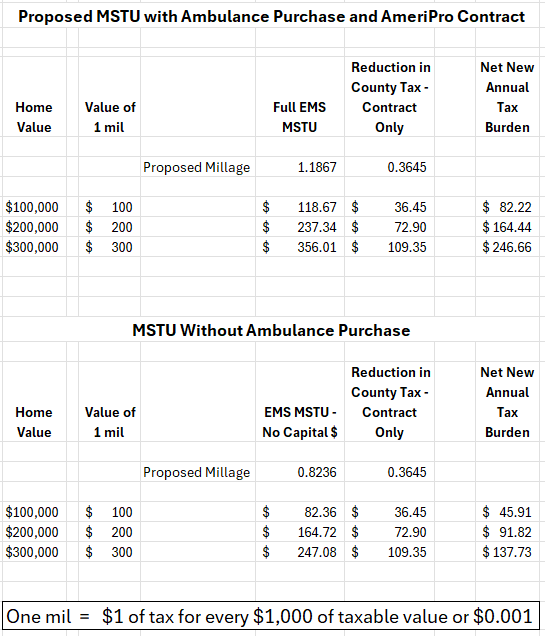 Proposed MSTU with Ambulance Purchase and AmeriPro Contract
Reduction in Net New
County Tax - Annual
Home Value of Full EMS Contract Tax
Value 1 mil MSTU Only Burden
Proposed Millage 1.1867 0.3645
$100,000 $ 100 $ 118.67 $ 36.45 $ 82.22
$200,000 $ 200 $ 237.34 $ 72.90 $ 164.44
$300,000 $ 300 $ 356.01 $ 109.35 $ 246.66
MSTU Without Ambulance Purchase
Reduction in Net New
County Tax - Annual
Home Value of EMS MSTU - Contract Tax
Value 1 mil No Capital $ Only Burden
Proposed Millage 0.8236 0.3645
$100,000 $ 100 $ 82.36 $ 36.45 $ 45.91
$200,000 $ 200 $ 164.72 $ 72.90 $ 91.82
$300,000 $ 300 $ 247.08 $ 109.35 $ 137.73
One mil = $1 of tax for every $1,000 of taxable value or $0.001